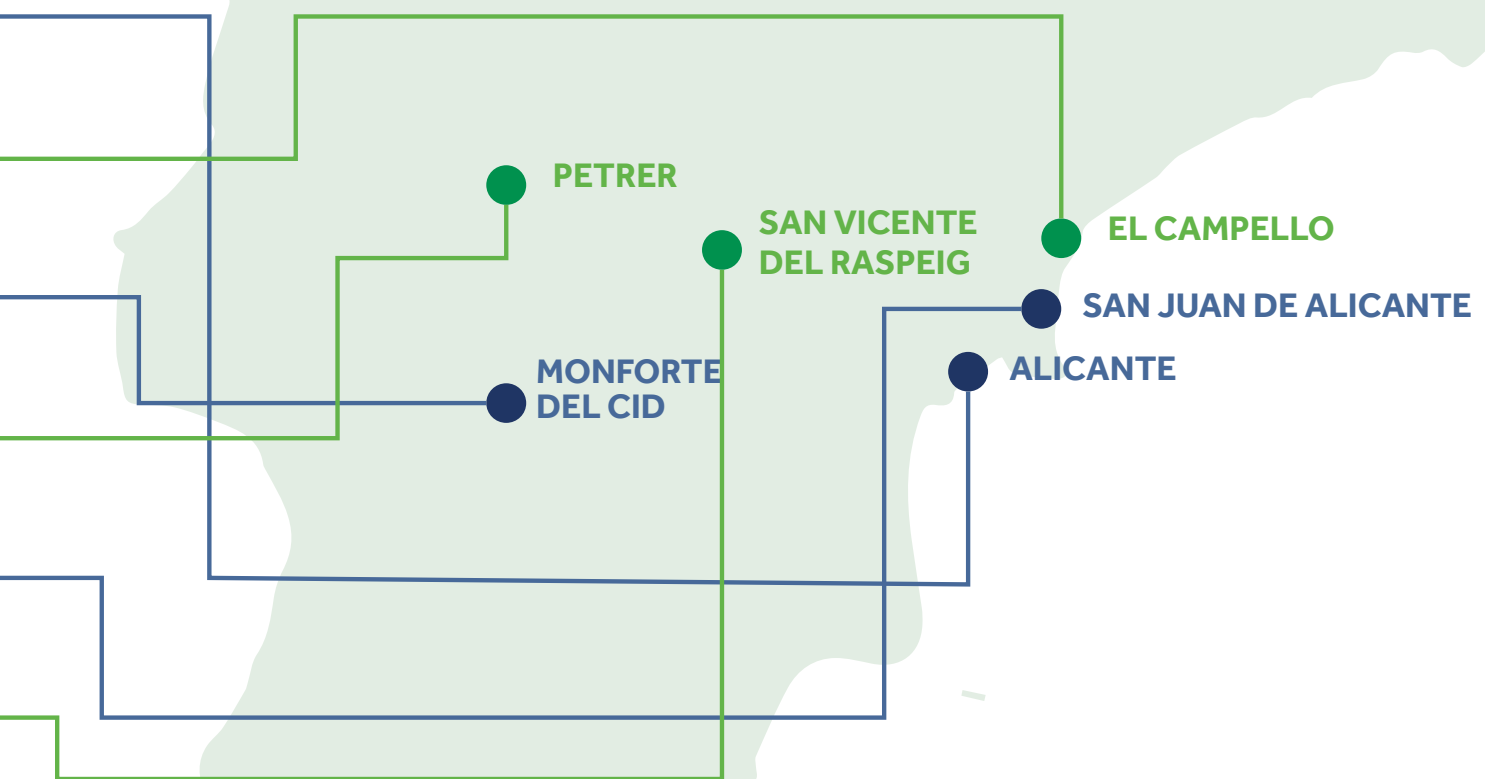 PETRER
SAN VICENTE
DEL RASPEIG
EL CAMPELLO
SAN JUAN DE ALICANTE
MONFORTE
DEL CID
ALICANTE